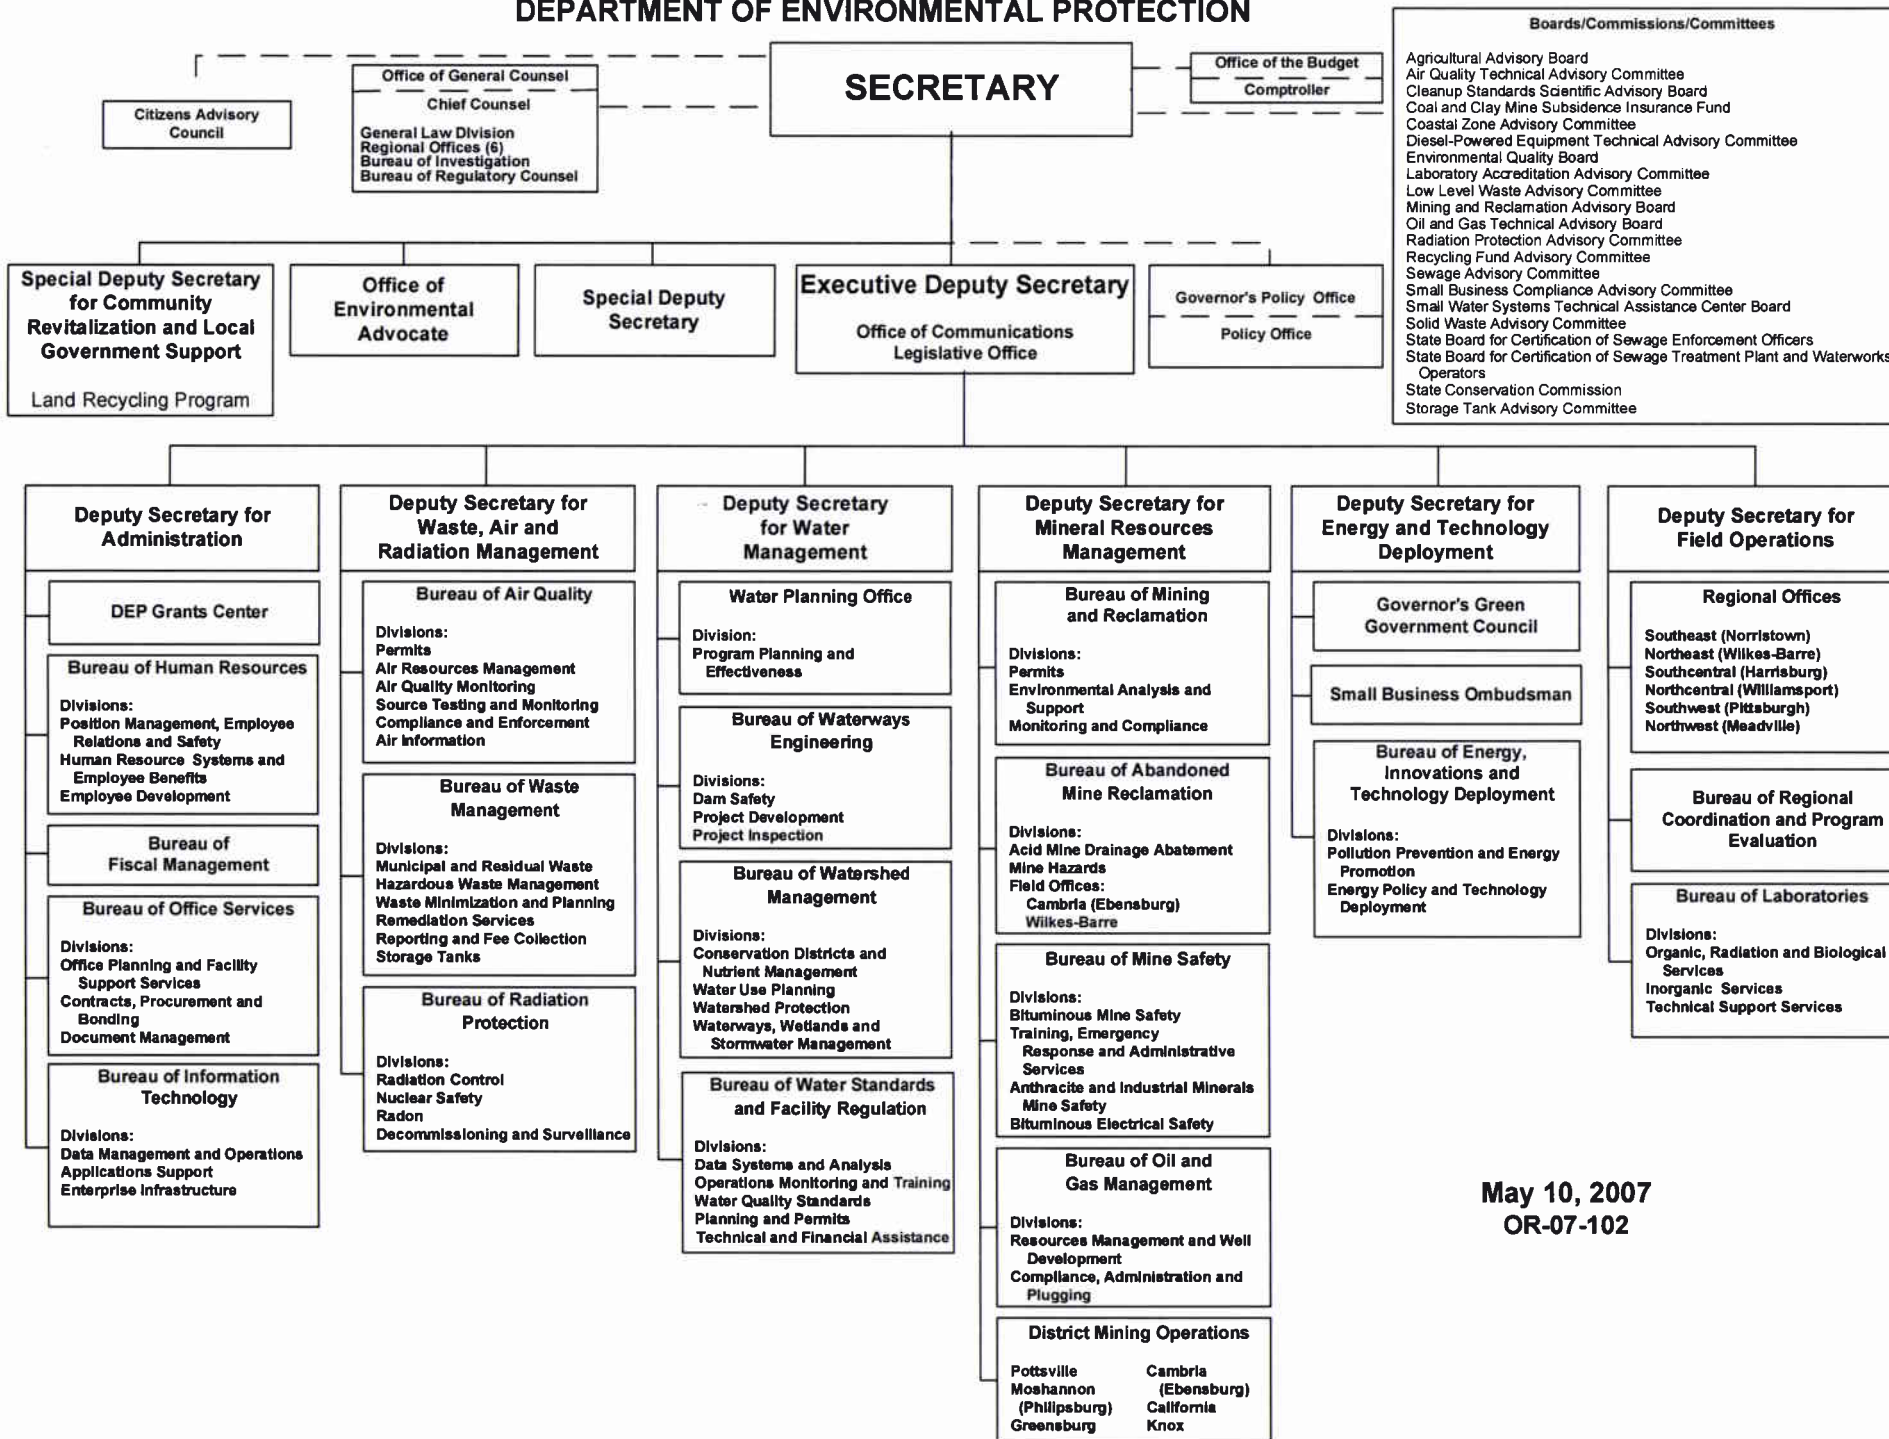 DEPARTMENT OF ENVIRONMENTAL PROTECTION
SECRETARY
Citizens Advisory
Council
Office of General Counsel
Chief Counsel
General Law Division
Regional Offices (6)
Bureau of Investigation
Bureau of Regulatory Counsel
Office of the Budget
Comptroller
Boards/Commissions/Committees
Agricultural Advisory Board
Air Quality Technical Advisory Committee
Cleanup Standards Scientific Advisory Board
Coal and Clay Mine Subsidence Insurance Fund
Coastal Zone Advisory Committee
Diesel-Powered Equipment Technical Advisory Committee
Environmental Quality Board
Laboratory Accreditation Advisory Committee
Low Level Waste Advisory Committee
Mining and Reclamation Advisory Board
Oil and Gas Technical Advisory Board
Radiation Protection Advisory Committee
Recycling Fund Advisory Committee
Sewage Advisory Committee
Small Business Compliance Advisory Committee
Small Water Systems Technical Assistance Center Board
Solid Waste Advisory Committee
State Board for Certification of Sewage Enforcement Officers
State Board for Certification of Sewage Treatment Plant and Waterworks
Operators
State Conservation Commission
Storage Tank Advisory Committee
Special Deputy Secretary
for Community
Revitalization and Local
Government Support
Land Recycling Program
Office of
Environmental
Advocate
Special Deputy
Secretary
Executive Deputy Secretary
Office of Communications
Legislative Office
Governor's Policy Office
Policy Office
Deputy Secretary for
Administration
DEP Grants Center
Bureau of Human Resources
Divisions:
Position Management, Employee
Relations and Safety
Human Resource Systems and
Employee Benefits
Employee Development
Bureau of
Fiscal Management
Bureau of Office Services
Divisions:
Office Planning and Facility
Support Services
Contracts, Procurement and
Bonding
Document Management
Bureau of Information
Technology
Divisions:
Data Management and Operations
Applications Support
Enterprise Infrastructure
Deputy Secretary for
Waste, Air and
Radiation Management
Bureau of Air Quality
Divisions:
Permits
Air Resources Management
Air Quality Monitoring
Source Testing and Monitoring
Compliance and Enforcement
Air Information
Bureau of Waste
Management
Divisions:
Municipal and Residual Waste
Hazardous Waste Management
Waste Minimization and Planning
Remediation Services
Reporting and Fee Collection
Storage Tanks
Bureau of Radiation
Protection
Divisions:
Radiation Control
Nuclear Safety
Radon
Decommissioning and Surveillance
Deputy Secretary
for Water
Management
Water Planning Office
Division:
Program Planning and
Effectiveness
Bureau of Waterways
Engineering
Divisions:
Dam Safety
Project Development
Project Inspection
Bureau of Watershed
Management
Divisions:
Conservation Districts and
Nutrient Management
Water Use Planning
Watershed Protection
Waterways, Wetlands and
Stormwater Management
Bureau of Water Standards
and Facility Regulation
Divisions:
Data Systems and Analysis
Operations Monitoring and Training
Water Quality Standards
Planning and Permits
Technical and Financial Assistance
Deputy Secretary for
Mineral Resources
Management
Bureau of Mining
and Reclamation
Divisions:
Permits
Environmental Analysis and
Support
Monitoring and Compliance
Bureau of Abandoned
Mine Reclamation
Divisions:
Acid Mine Drainage Abatement
Mine Hazards
Field Offices:
Cambria (Ebensburg)
Wilkes-Barre
Bureau of Mine Safety
Divisions:
Bituminous Mine Safety
Training, Emergency
Response and Administrative
Services
Anthracite and Industrial Minerals
Mine Safety
Bituminous Electrical Safety
Bureau of Oil and
Gas Management
Divisions:
Resources Management and Well
Development
Compliance, Administration and
Plugging
District Mining Operations
Pottsville
Moshannon
(Philipsburg)
Greensburg
Cambria
(Ebensburg)
California
Knox
Deputy Secretary for
Energy and Technology
Deployment
Governor's Green
Government Council
Small Business Ombudsman
Bureau of Energy,
Innovations and
Technology Deployment
Divisions:
Pollution Prevention and Energy
Promotion
Energy Policy and Technology
Deployment
Deputy Secretary for
Field Operations
Regional Offices
Southeast (Norristown)
Northeast (Wilkes-Barre)
Southcentral (Harrisburg)
Northcentral (Williamsport)
Southwest (Pittsburgh)
Northwest (Meadville)
Bureau of Regional
Coordination and Program
Evaluation
Bureau of Laboratories
Divisions:
Organic, Radiation and Biological
Services
Inorganic Services
Technical Support Services
May 10, 2007
OR-07-102